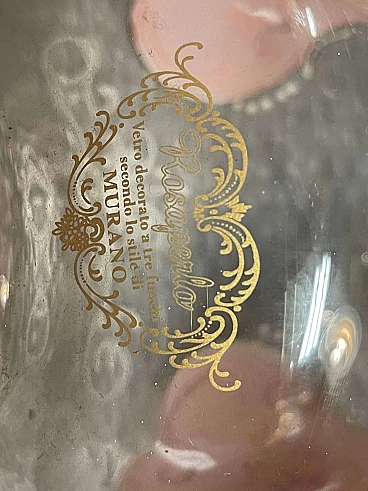 Rosaperla
Vetro decorato a tre fuochi
secondo lo stile di
MURANO